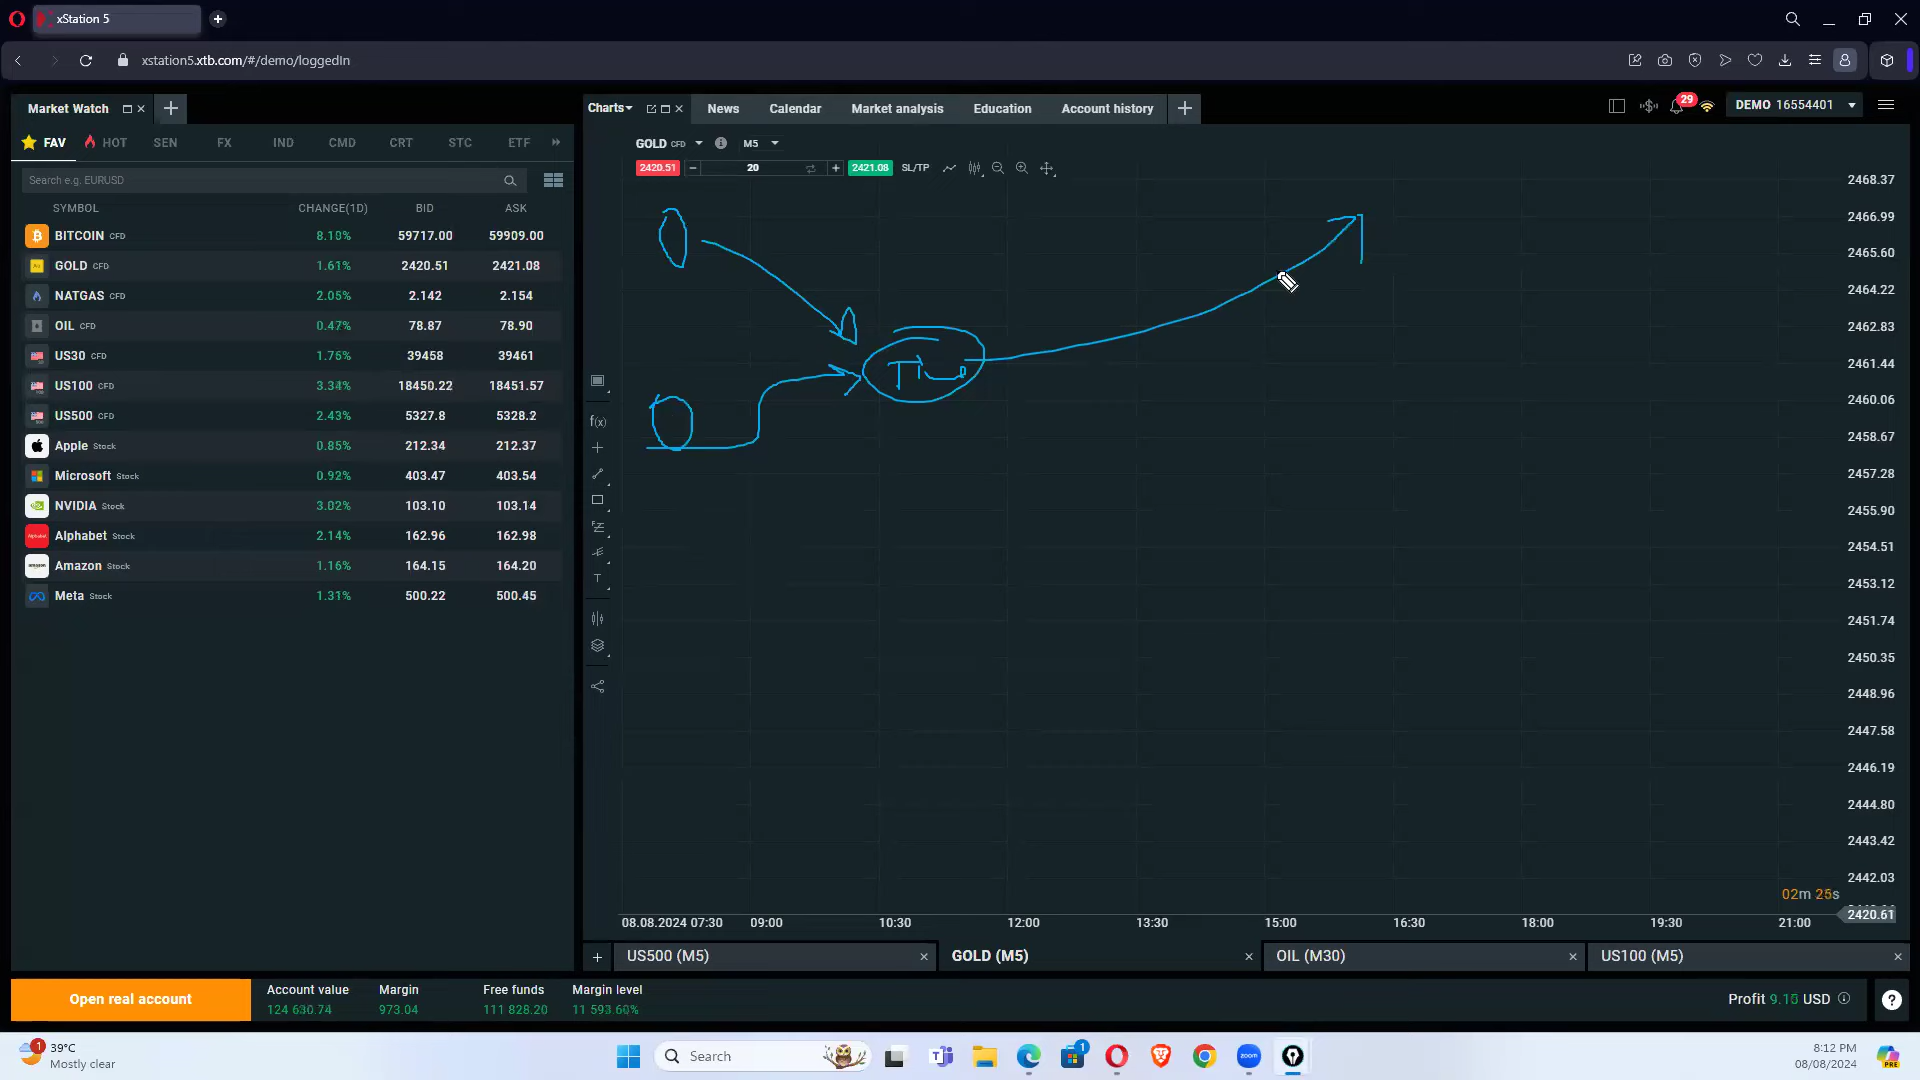 xStation 5
xstation5.xtb.com/#/demo/loggedIn
Market Watch
Charts
News
Calendar
Market analysis
Education
Account history
29
DEMO 16554401
FAV
HOT
SEN
FX
IND
CMD
CRT
STC
ETF
Search e.g. EURUSD
SYMBOL CHANGE(1D) BID ASK
BITCOIN CFD 8.10% 59717.00 59909.00
GOLD CFD 1.61% 2420.51 2421.08
NATGAS CFD 2.05% 2.142 2.154
OIL CFD 0.47% 78.87 78.90
US30 CFD 1.75% 39458 39461
US100 CFD 3.34% 18450.22 18451.57
US500 CFD 2.43% 5327.8 5328.2
Apple Stock 0.85% 212.34 212.37
Microsoft Stock 0.92% 403.47 403.54
NVIDIA Stock 3.02% 103.10 103.14
Alphabet Stock 2.14% 162.96 162.98
Amazon Stock 1.16% 164.15 164.20
Meta Stock 1.31% 500.22 500.45
GOLD CFD M5
2420.51 20 2421.08 SL/TP
2468.37
2466.99
2465.60
2464.22
2462.83
2461.44
2460.06
2458.67
2457.28
2455.90
2454.51
2453.12
2451.74
2450.35
2448.96
2447.58
2446.19
2444.80
2443.42
2442.03
02m 25s
2420.61
08.08.2024 07:30 09:00 10:30 12:00 13:30 15:00 16:30 18:00 19:30 21:00
US500 (M5)
GOLD (M5)
OIL (M30)
US100 (M5)
Open real account
Account value
124 630.74
Margin
973.04
Free funds
111 828.20
Margin level
11 593.60%
Profit 9.15 USD
39°C
Mostly clear
Search
zoom
8:12 PM
08/08/2024
PRE